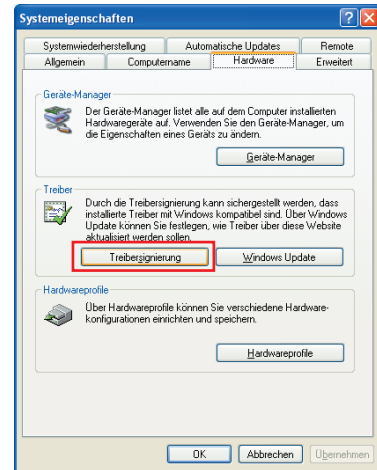 Systemeigenschaften
Systemwiederherstellung Automatische Updates Remote
Allgemein Computername Hardware Erweitert
Geräte-Manager
Der Geräte-Manager listet alle auf dem Computer installierten
Hardwaregeräte auf. Verwenden Sie den Geräte-Manager, um
die Eigenschaften eines Geräts zu ändern.
Geräte-Manager
Treiber
Durch die Treibersignierung kann sichergestellt werden, dass
installierte Treiber mit Windows kompatibel sind. Über Windows
Update können Sie festlegen, wie Treiber über diese Website
aktualisiert werden sollen.
Treibersignierung Windows Update
Hardwareprofile
Über Hardwareprofile können Sie verschiedene Hardware-
konfigurationen einrichten und speichern.
Hardwareprofile
OK Abbrechen Übernehmen